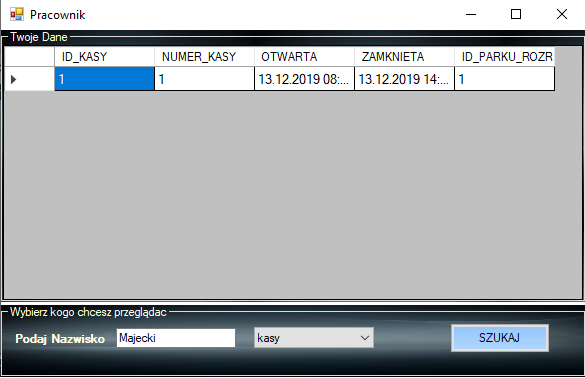 Pracownik
Twoje Dane
ID_KASY NUMER_KASY OTWARTA ZAMKNIETA ID_PARKU_ROZR
1 1 13.12.2019 08:... 13.12.2019 14:... 1
Wybierz kogo chcesz przeglądac
Podaj Nazwisko Majecki kasy SZUKAJ